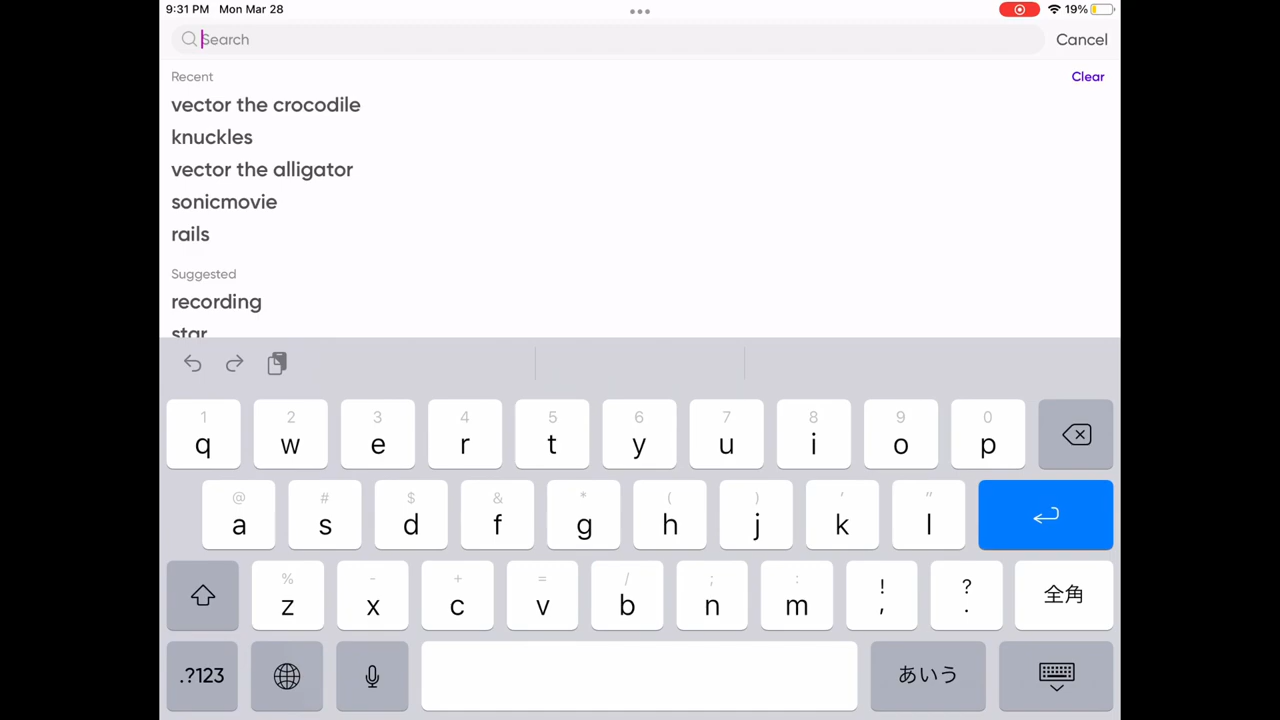 9:31 PM Mon Mar 28
19%
Search
Cancel
Recent
Clear
vector the crocodile
knuckles
vector the alligator
sonicmovie
rails
Suggested
recording
star
1 2 3 4 5 6 7 8 9 0
q w e r t y u i o p
@ # $ & * ( ) ' "
a s d f g h j k l
% - + = / ; : ! ?
z x c v b n m , . 全角
.?123 あいう